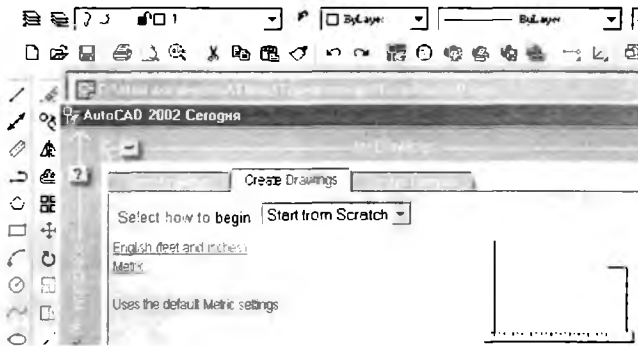 1 ByLayer ByLayer
AutoCAD 2002 Сегодня
Create Drawings
Select how to begin Start from Scratch
English (feet and inches)
Metric
Uses the default Metric settings